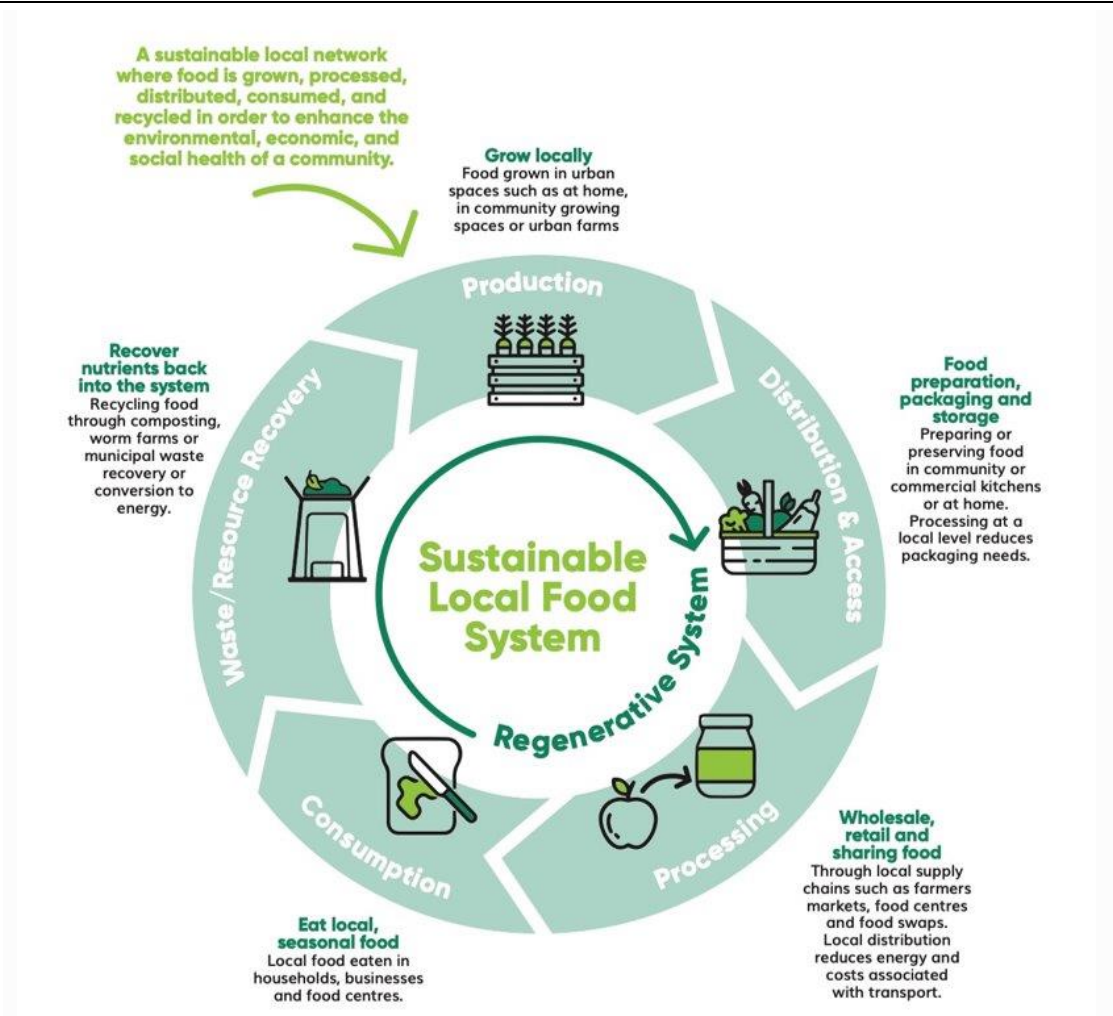 A sustainable local network
where food is grown, processed,
distributed, consumed, and
recycled in order to enhance the
environmental, economic, and
social health of a community.
Grow locally
Food grown in urban
spaces such as at home,
in community growing
spaces or urban farms
Production
Distribution & Access
Food
preparation,
packaging and
storage
Preparing or
preserving food
in community or
commercial kitchens
or at home.
Processing at a
local level reduces
packaging needs.
Processing
Wholesale,
retail and
sharing food
Through local supply
chains such as farmers
markets, food centres
and food swaps.
Local distribution
reduces energy and
costs associated
with transport.
Consumption
Eat local,
seasonal food
Local food eaten in
households, businesses
and food centres.
Waste/Resource Recovery
Recover
nutrients back
into the system
Recycling food
through composting,
worm farms or
municipal waste
recovery or
conversion to
energy.
Sustainable
Local Food
System
Regenerative System